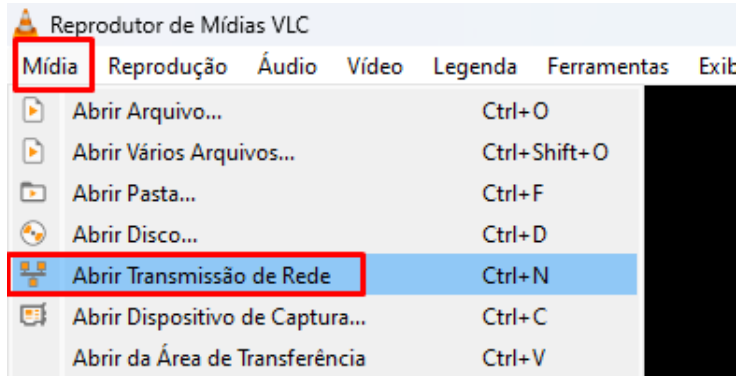 Reprodutor de Mídias VLC
Mídia Reprodução Áudio Vídeo Legenda Ferramentas Exib
Abrir Arquivo... Ctrl+O
Abrir Vários Arquivos... Ctrl+Shift+O
Abrir Pasta... Ctrl+F
Abrir Disco... Ctrl+D
Abrir Transmissão de Rede Ctrl+N
Abrir Dispositivo de Captura... Ctrl+C
Abrir da Área de Transferência Ctrl+V